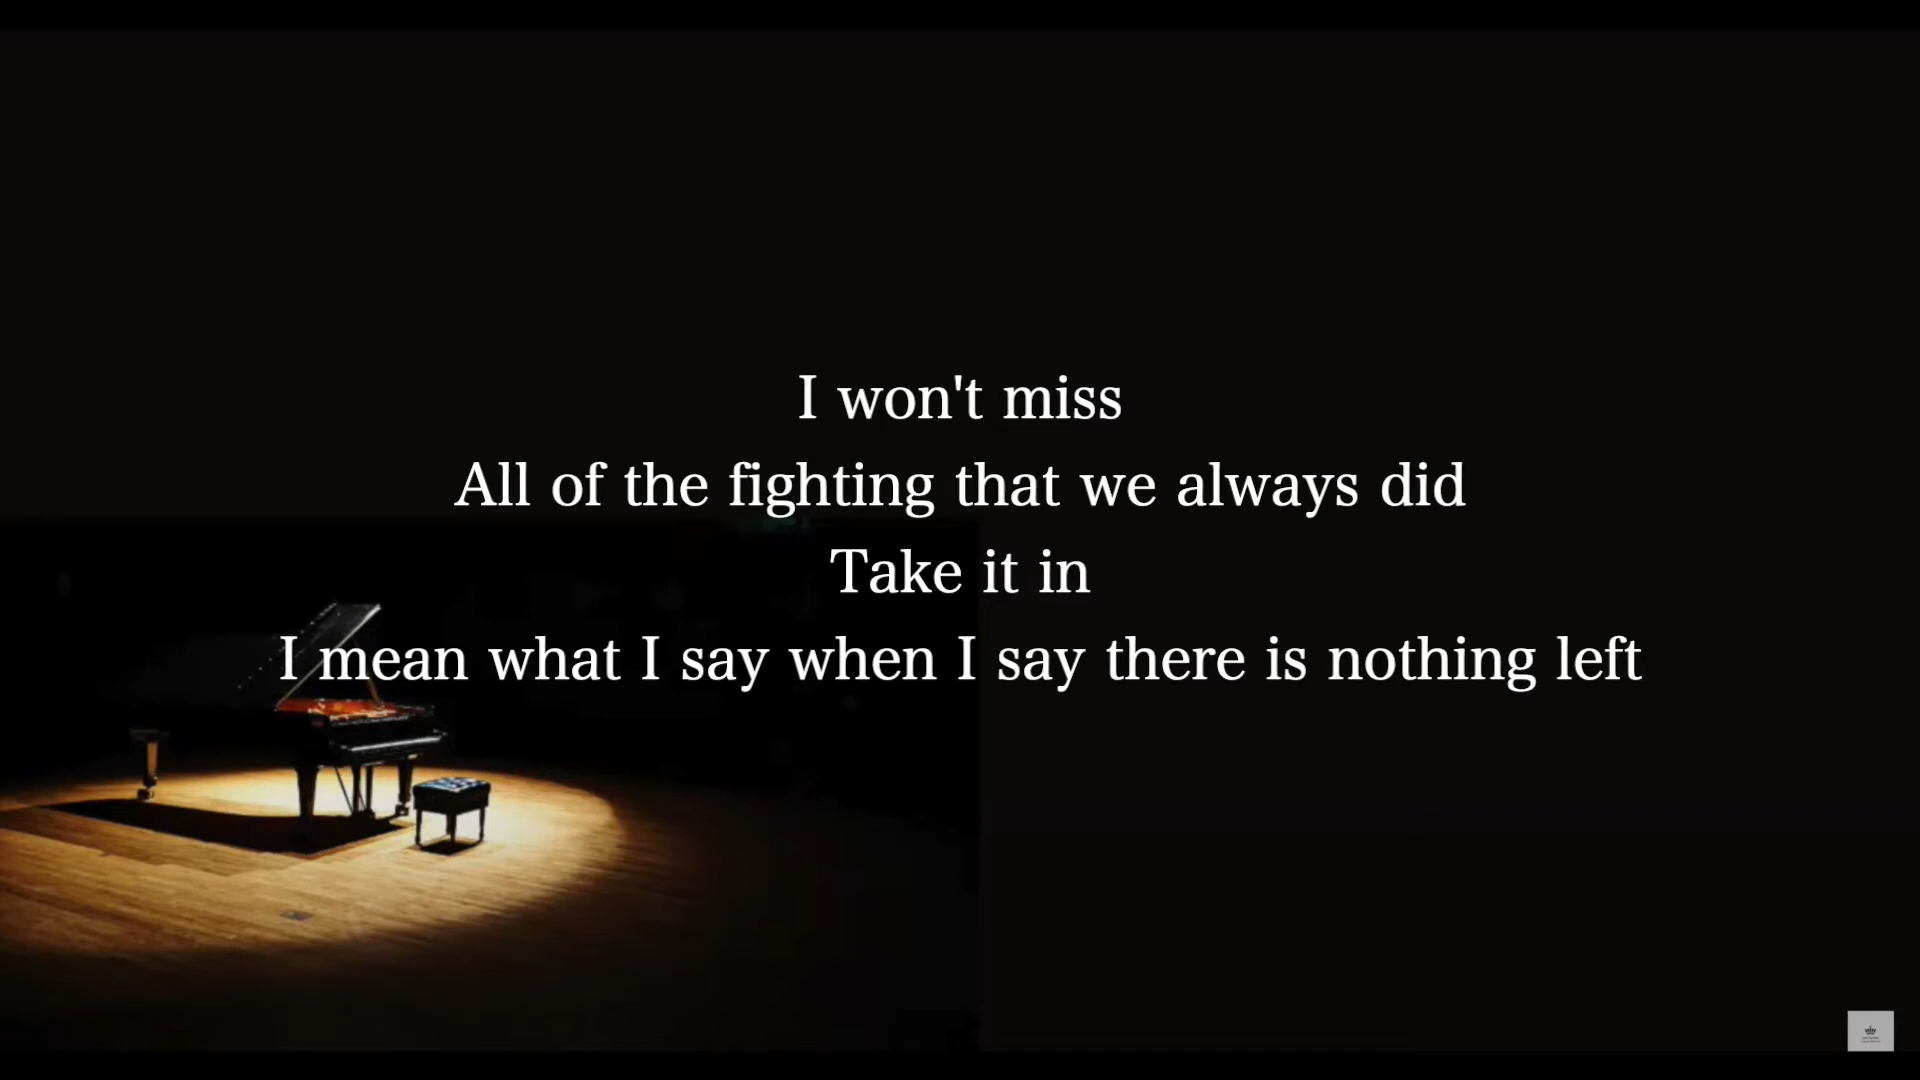 I won't miss
All of the fighting that we always did
Take it in
I mean what I say when I say there is nothing left